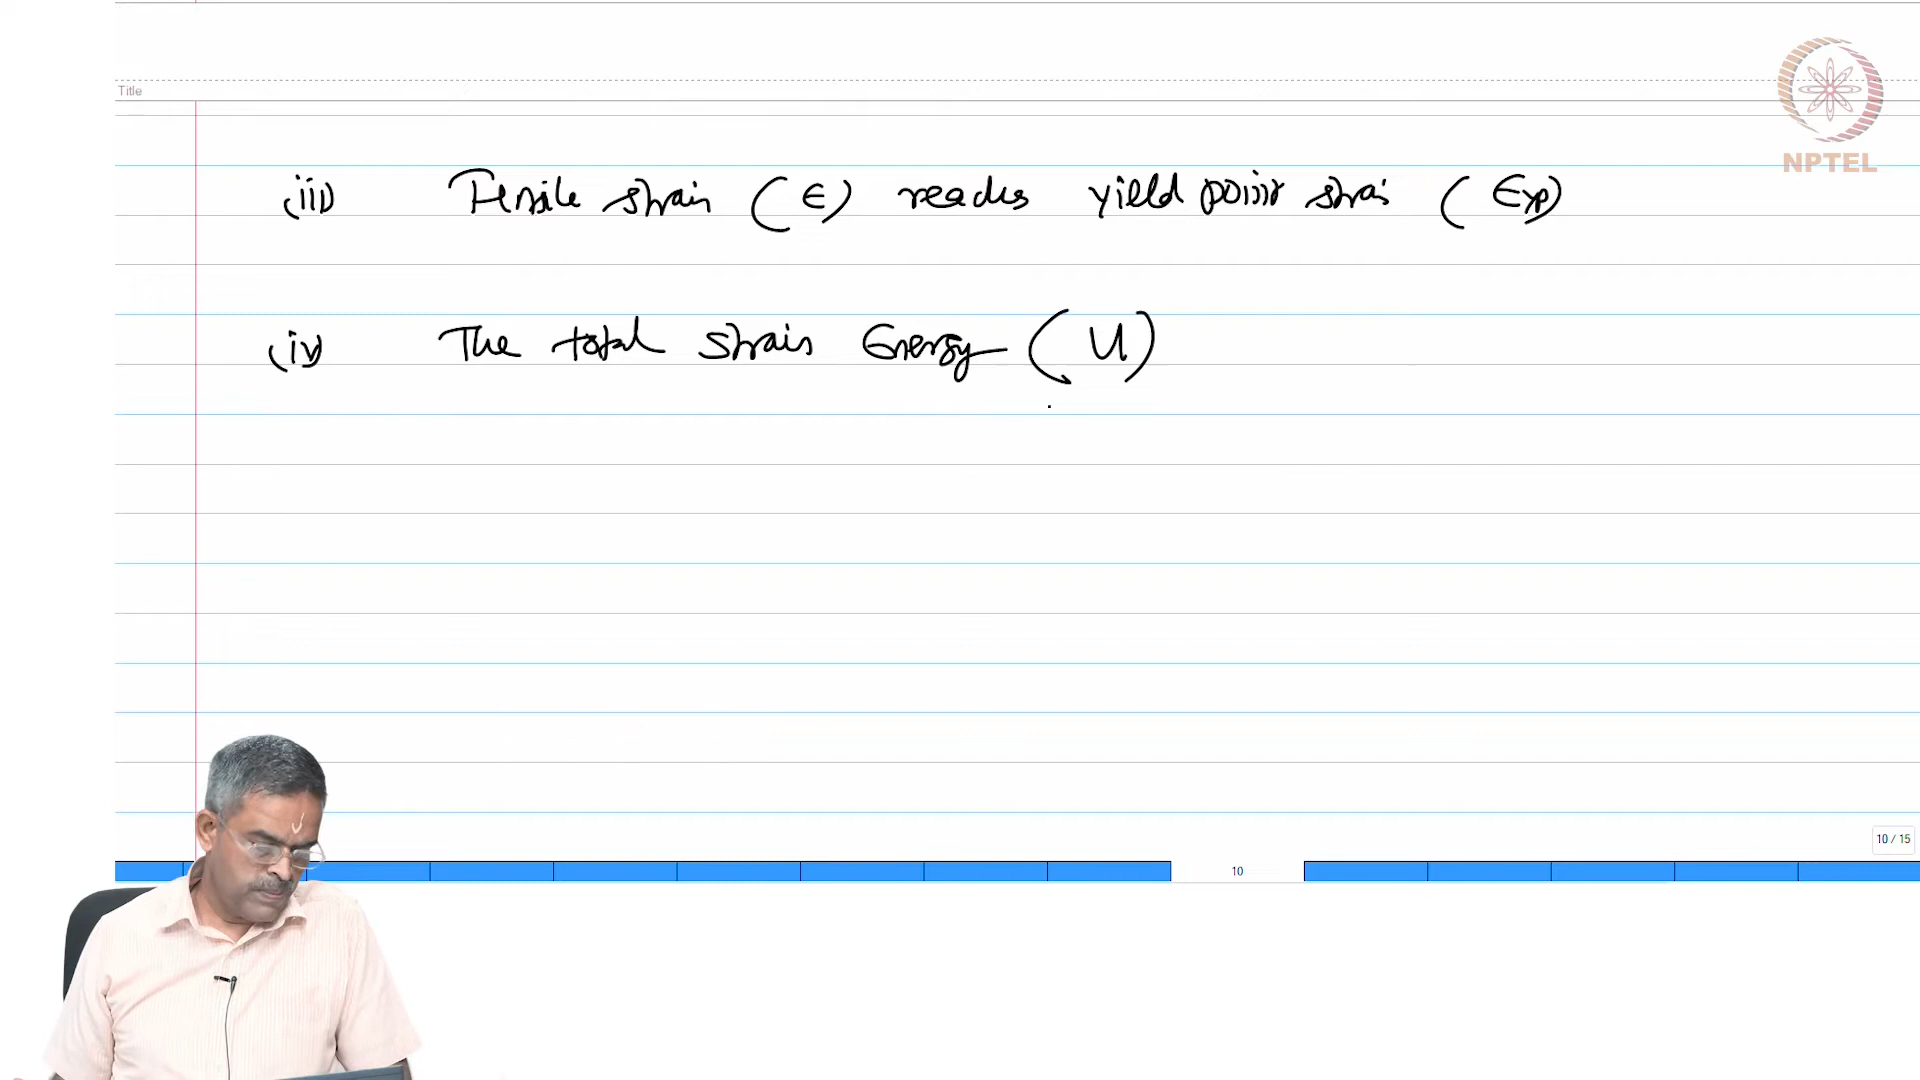 Title
NPTEL
(iii) Tensile strain (ϵ) reaches yield point strain (ϵyp)
(iv) The total strain Energy (U)
10 / 15
10